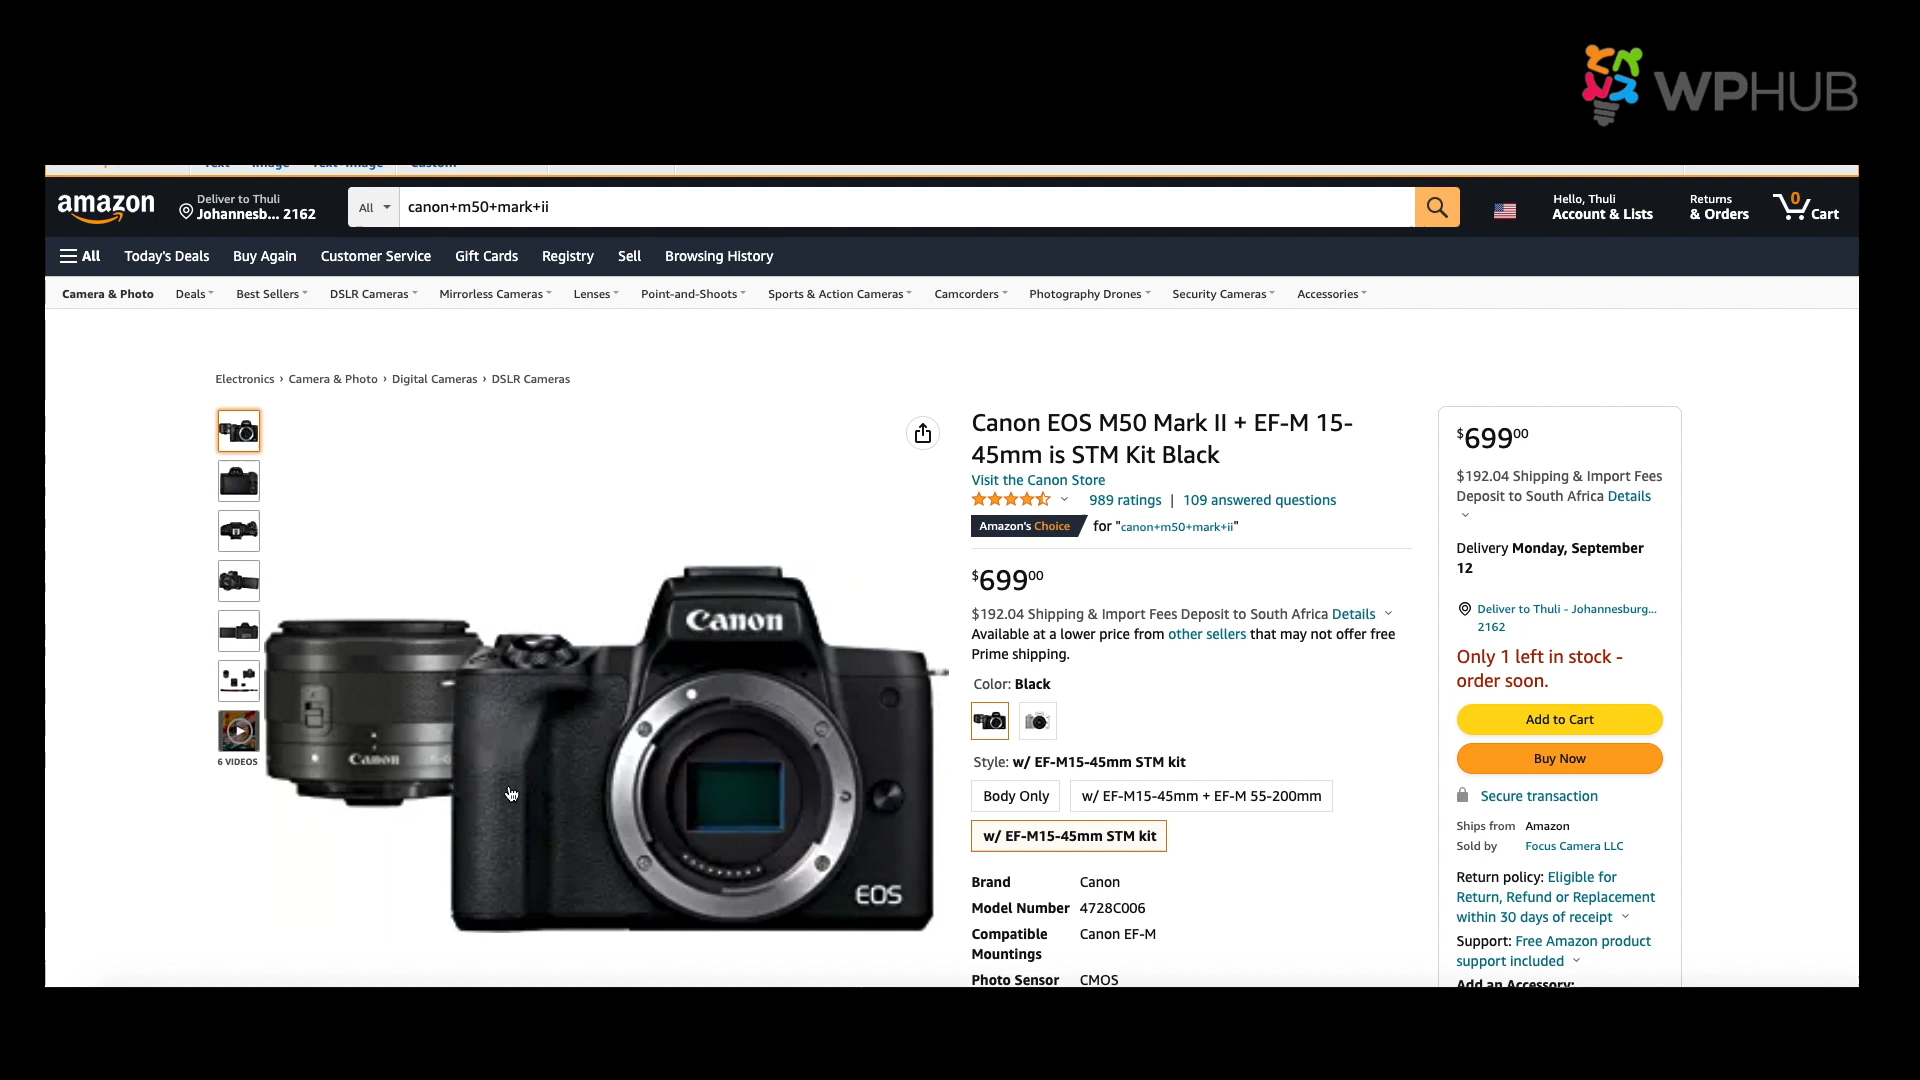 WPHUB
amazon
Deliver to Thuli
Johannesb... 2162
All
canon+m50+mark+ii
Hello, Thuli
Account & Lists
Returns
& Orders
0
Cart
All
Today's Deals
Buy Again
Customer Service
Gift Cards
Registry
Sell
Browsing History
Camera & Photo
Deals
Best Sellers
DSLR Cameras
Mirrorless Cameras
Lenses
Point-and-Shoots
Sports & Action Cameras
Camcorders
Photography Drones
Security Cameras
Accessories
Electronics › Camera & Photo › Digital Cameras › DSLR Cameras
6 VIDEOS
Canon
Canon
EOS
Canon EOS M50 Mark II + EF-M 15-
45mm is STM Kit Black
Visit the Canon Store
989 ratings | 109 answered questions
Amazon's Choice for "canon+m50+mark+ii"
$69900
$192.04 Shipping & Import Fees Deposit to South Africa Details
Available at a lower price from other sellers that may not offer free
Prime shipping.
Color: Black
Style: w/ EF-M15-45mm STM kit
Body Only
w/ EF-M15-45mm + EF-M 55-200mm
w/ EF-M15-45mm STM kit
Brand Canon
Model Number 4728C006
Compatible Canon EF-M
Mountings
Photo Sensor CMOS
$69900
$192.04 Shipping & Import Fees
Deposit to South Africa Details
Delivery Monday, September
12
Deliver to Thuli - Johannesburg...
2162
Only 1 left in stock -
order soon.
Add to Cart
Buy Now
Secure transaction
Ships from Amazon
Sold by Focus Camera LLC
Return policy: Eligible for
Return, Refund or Replacement
within 30 days of receipt
Support: Free Amazon product
support included
Add an Accessory: